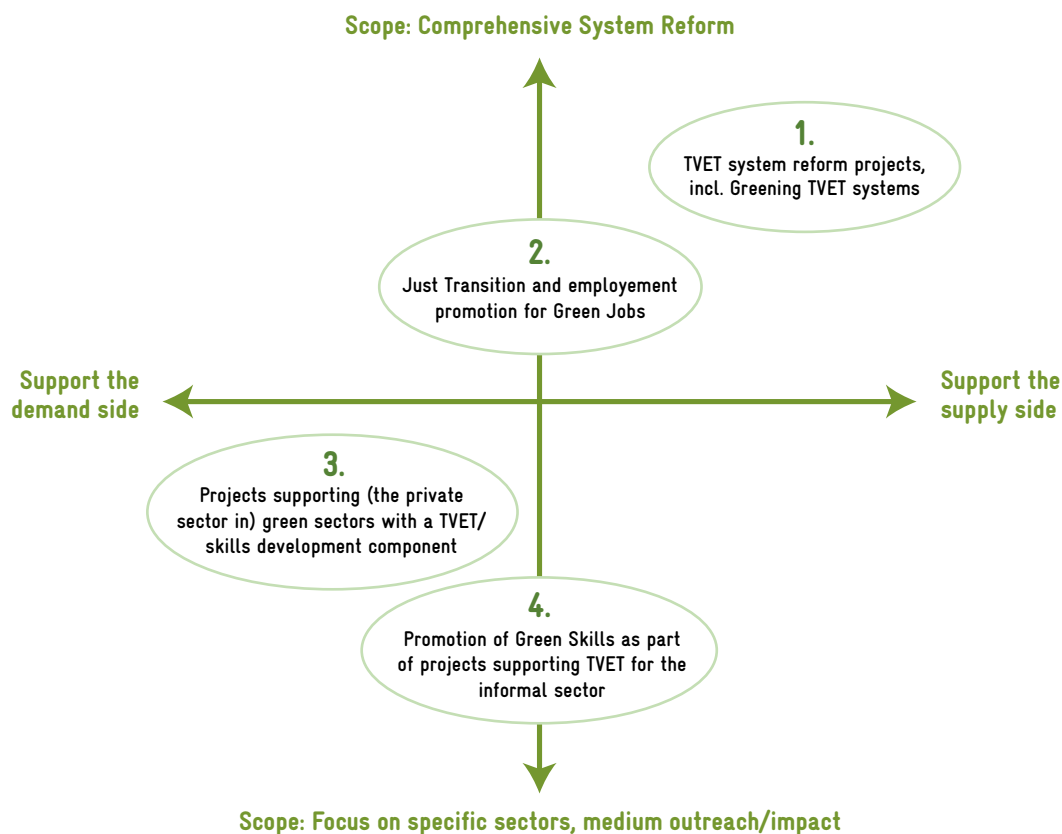 Scope: Comprehensive System Reform
1.
TVET system reform projects,
incl. Greening TVET systems
2.
Just Transition and employement
promotion for Green Jobs
Support the
demand side
Support the
supply side
3.
Projects supporting (the private
sector in) green sectors with a TVET/
skills development component
4.
Promotion of Green Skills as part
of projects supporting TVET for the
informal sector
Scope: Focus on specific sectors, medium outreach/impact